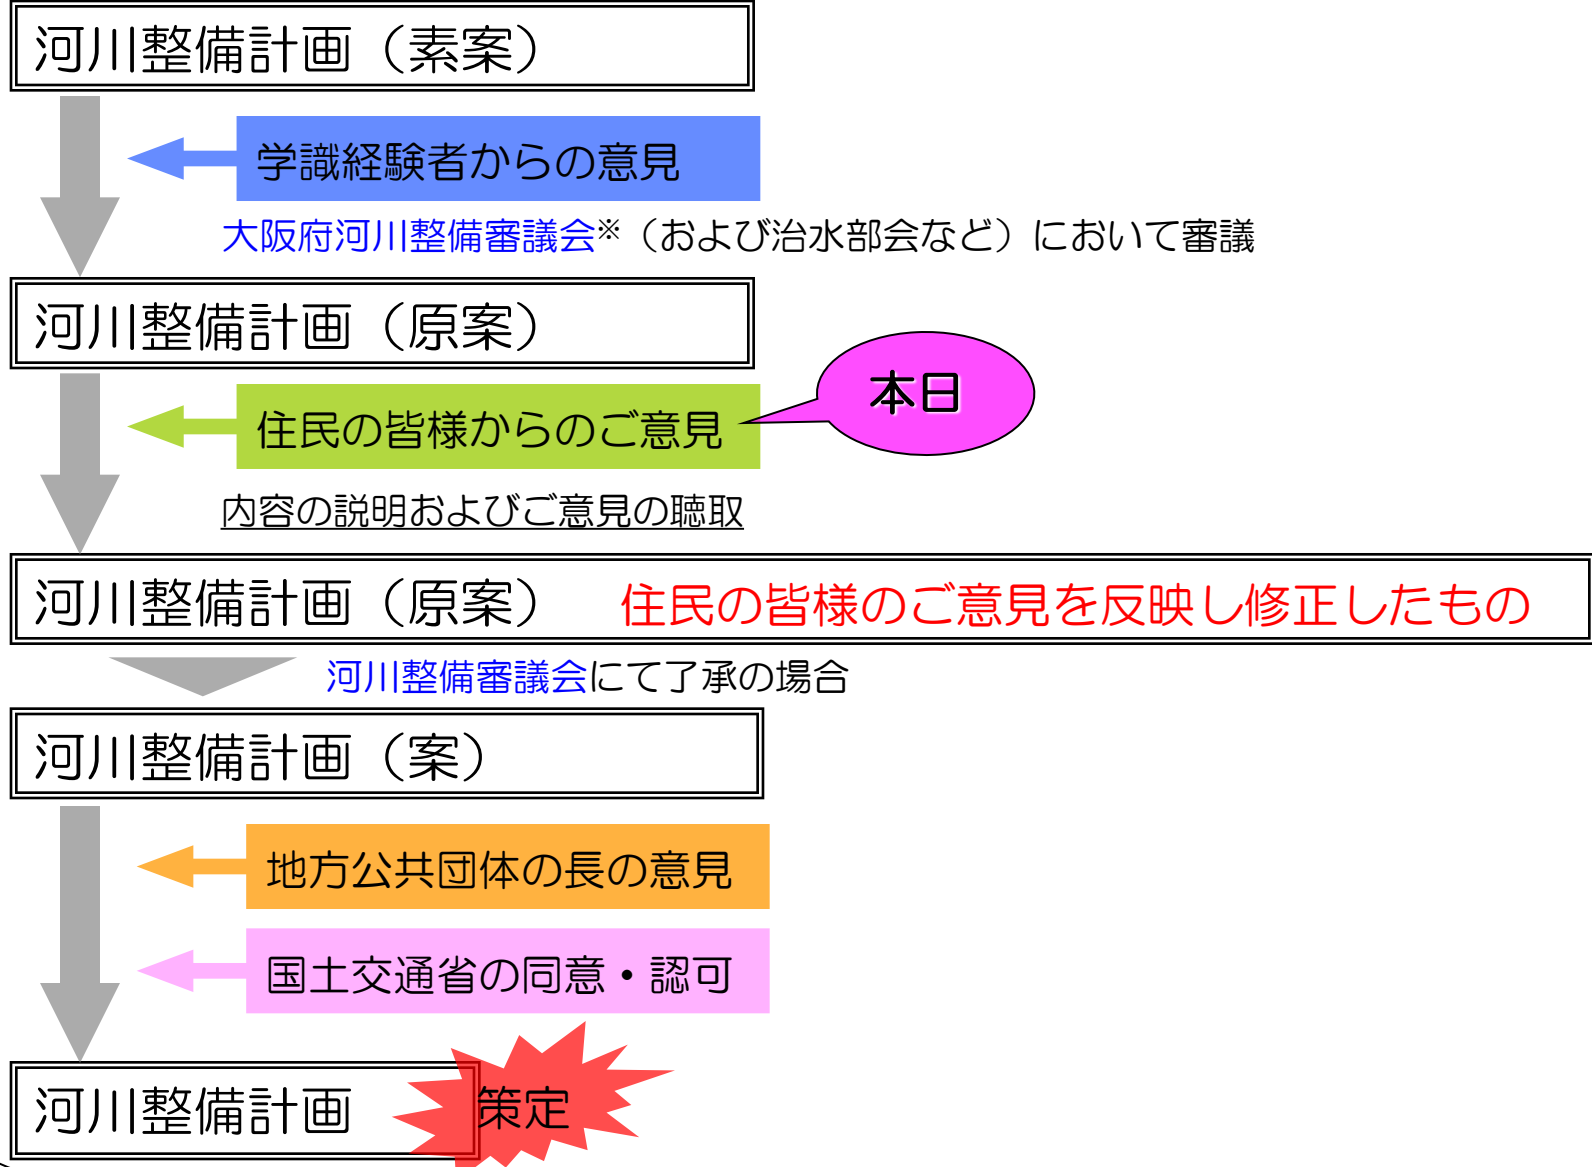 河川整備計画（素案）
学識経験者からの意見
大阪府河川整備審議会※（および治水部会など）において審議
河川整備計画（原案）
本日
住民の皆様からのご意見
内容の説明およびご意見の聴取
河川整備計画（原案） 住民の皆様のご意見を反映し修正したもの
河川整備審議会にて了承の場合
河川整備計画（案）
地方公共団体の長の意見
国土交通省の同意・認可
河川整備計画 策定